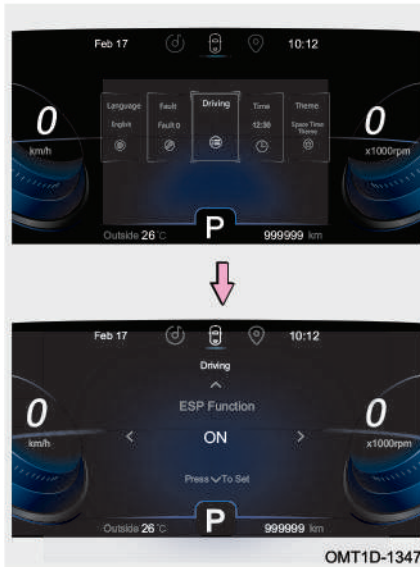 Feb 17 10:12
Language Fault Driving Time Theme
English Fault 0 12:30 Space Time Theme
0 km/h
0 x1000rpm
Outside 26°C P 999999 km
Feb 17 10:12
Driving
ESP Function
ON
Press To Set
0 km/h
0 x1000rpm
Outside 26°C P 999999 km
OMT1D-1347